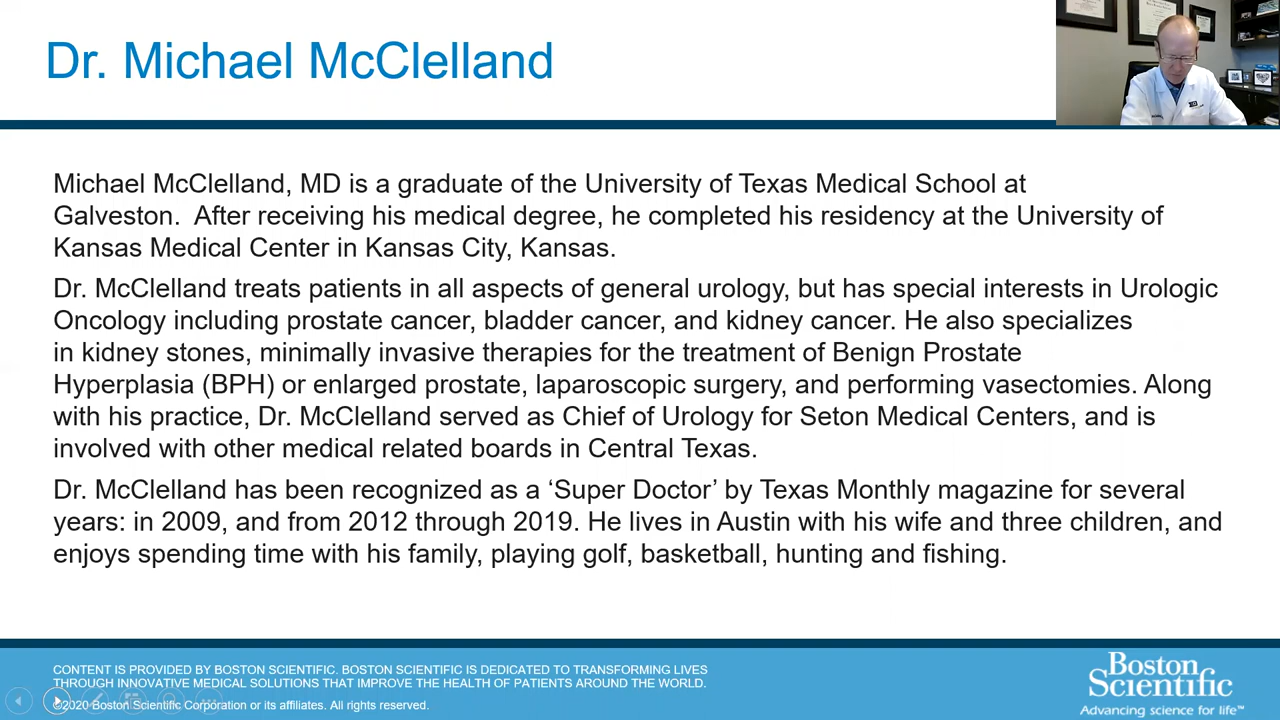 Dr. Michael McClelland
Michael McClelland, MD is a graduate of the University of Texas Medical School at
Galveston.  After receiving his medical degree, he completed his residency at the University of
Kansas Medical Center in Kansas City, Kansas.
Dr. McClelland treats patients in all aspects of general urology, but has special interests in Urologic
Oncology including prostate cancer, bladder cancer, and kidney cancer. He also specializes
in kidney stones, minimally invasive therapies for the treatment of Benign Prostate
Hyperplasia (BPH) or enlarged prostate, laparoscopic surgery, and performing vasectomies. Along
with his practice, Dr. McClelland served as Chief of Urology for Seton Medical Centers, and is
involved with other medical related boards in Central Texas.
Dr. McClelland has been recognized as a ‘Super Doctor’ by Texas Monthly magazine for several
years: in 2009, and from 2012 through 2019. He lives in Austin with his wife and three children, and
enjoys spending time with his family, playing golf, basketball, hunting and fishing.
CONTENT IS PROVIDED BY BOSTON SCIENTIFIC. BOSTON SCIENTIFIC IS DEDICATED TO TRANSFORMING LIVES
THROUGH INNOVATIVE MEDICAL SOLUTIONS THAT IMPROVE THE HEALTH OF PATIENTS AROUND THE WORLD.
©2020 Boston Scientific Corporation or its affiliates. All rights reserved.
Boston
Scientific
Advancing science for life™